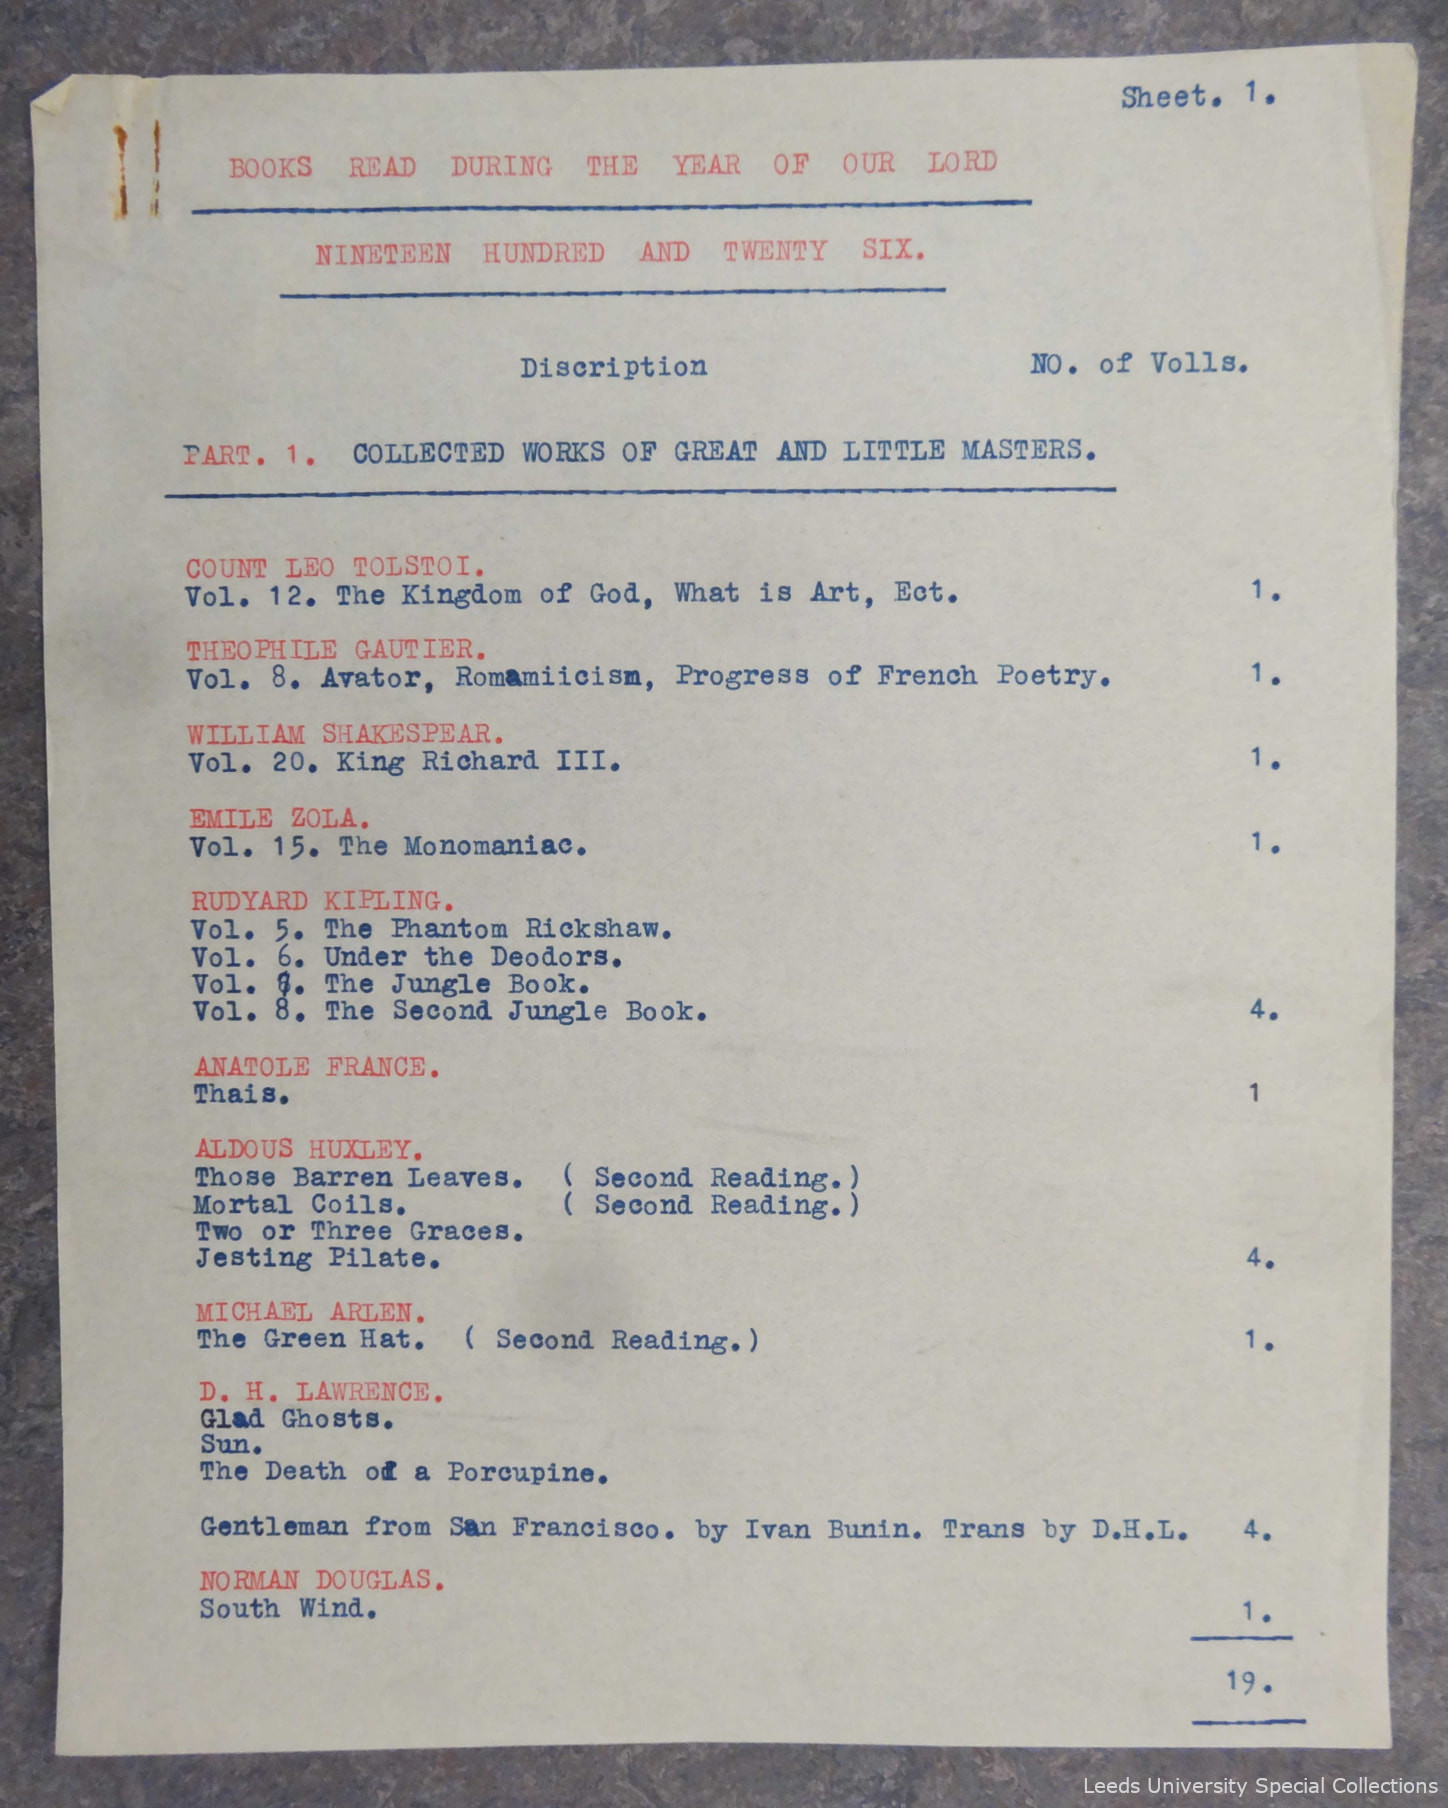 Sheet. 1.
BOOKS READ DURING THE YEAR OF OUR LORD
NINETEEN HUNDRED AND TWENTY SIX.
Discription NO. of Volls.
PART. 1. COLLECTED WORKS OF GREAT AND LITTLE MASTERS.
COUNT LEO TOLSTOI.
Vol. 12. The Kingdom of God, What is Art, Ect. 1.
THEOPHILE GAUTIER.
Vol. 8. Avator, Romamiicism, Progress of French Poetry. 1.
WILLIAM SHAKESPEAR.
Vol. 20. King Richard III. 1.
EMILE ZOLA.
Vol. 15. The Monomaniac. 1.
RUDYARD KIPLING.
Vol. 5. The Phantom Rickshaw.
Vol. 6. Under the Deodors.
Vol. . The Jungle Book.
Vol. 8. The Second Jungle Book. 4.
ANATOLE FRANCE.
Thais. 1
ALDOUS HUXLEY.
Those Barren Leaves. ( Second Reading.)
Mortal Coils. ( Second Reading.)
Two or Three Graces.
Jesting Pilate. 4.
MICHAEL ARLEN.
The Green Hat. ( Second Reading.) 1.
D. H. LAWRENCE.
Glad Ghosts.
Sun.
The Death of a Porcupine.
Gentleman from San Francisco. by Ivan Bunin. Trans by D.H.L. 4.
NORMAN DOUGLAS.
South Wind. 1.
19.
Leeds University Special Collections